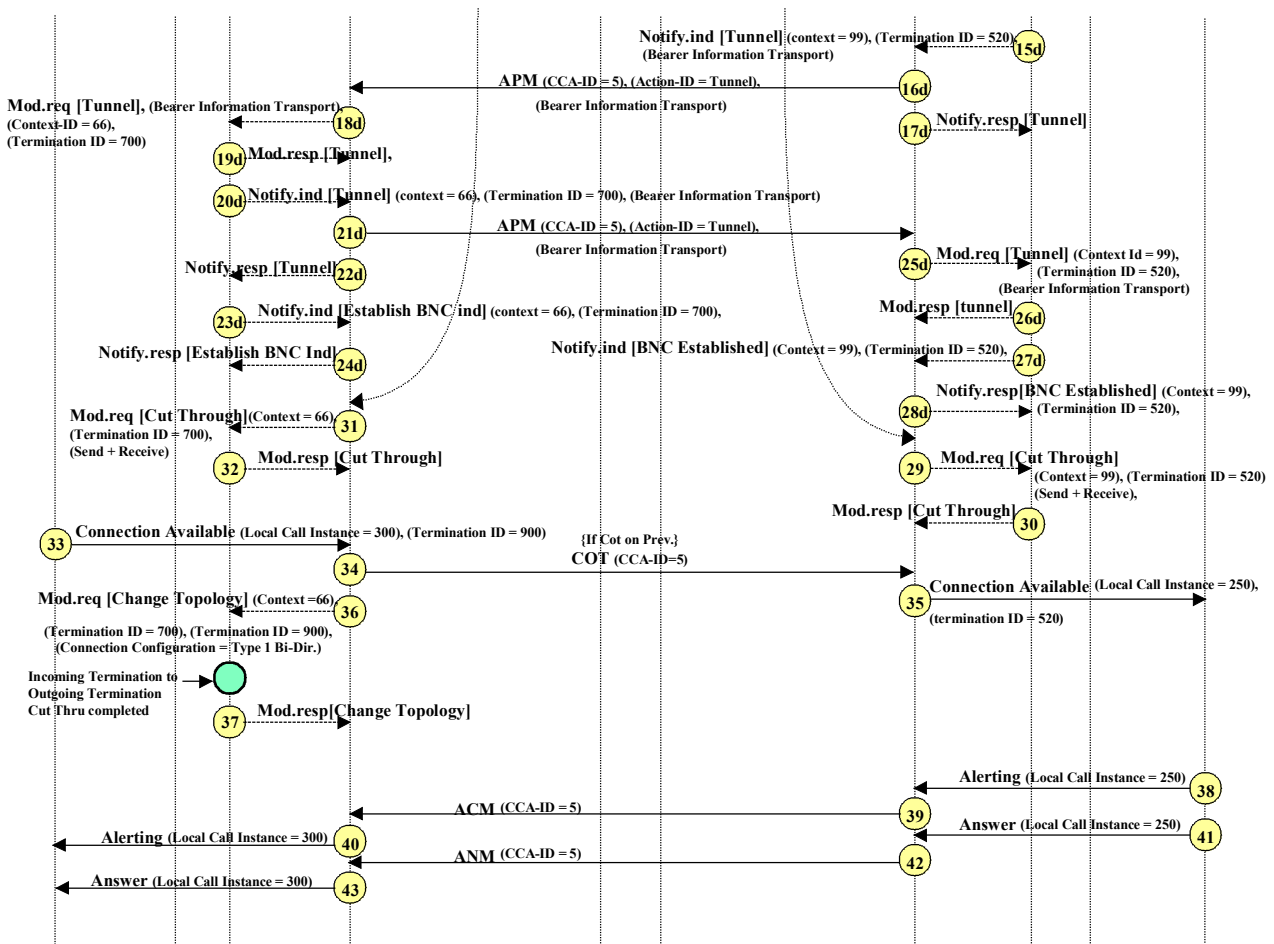 Notify.ind [Tunnel] (context = 99), (Termination ID = 520),
(Bearer Information Transport)
15d
APM (CCA-ID = 5), (Action-ID = Tunnel),
(Bearer Information Transport)
16d
Mod.req [Tunnel], (Bearer Information Transport),
(Context-ID = 66),
(Termination ID = 700)
18d
17d
Notify.resp [Tunnel]
19d
Mod.resp [Tunnel],
20d
Notify.ind [Tunnel] (context = 66), (Termination ID = 700), (Bearer Information Transport)
21d
APM (CCA-ID = 5), (Action-ID = Tunnel),
(Bearer Information Transport)
25d
Mod.req [Tunnel] (Context Id = 99),
(Termination ID = 520),
(Bearer Information Transport)
Notify.resp [Tunnel]
22d
23d
Notify.ind [Establish BNC ind] (context = 66), (Termination ID = 700),
Mod.resp [tunnel]
26d
Notify.resp [Establish BNC Ind]
24d
Notify.ind [BNC Established] (Context = 99), (Termination ID = 520),
27d
28d
Notify.resp[BNC Established] (Context = 99),
(Termination ID = 520),
Mod.req [Cut Through](Context = 66),
(Termination ID = 700),
(Send + Receive)
31
32
Mod.resp [Cut Through]
29
Mod.req [Cut Through]
(Context = 99), (Termination ID = 520)
(Send + Receive),
Mod.resp [Cut Through]
30
33
Connection Available (Local Call Instance = 300), (Termination ID = 900)
{If Cot on Prev.}
34
COT (CCA-ID=5)
35
Connection Available (Local Call Instance = 250),
(termination ID = 520)
Mod.req [Change Topology] (Context =66),
36
(Termination ID = 700), (Termination ID = 900),
(Connection Configuration = Type 1 Bi-Dir.)
Incoming Termination to
Outgoing Termination
Cut Thru completed
37
Mod.resp[Change Topology]
Alerting (Local Call Instance = 250)
38
ACM (CCA-ID = 5)
39
Alerting (Local Call Instance = 300)
40
Answer (Local Call Instance = 250)
41
ANM (CCA-ID = 5)
42
Answer (Local Call Instance = 300)
43